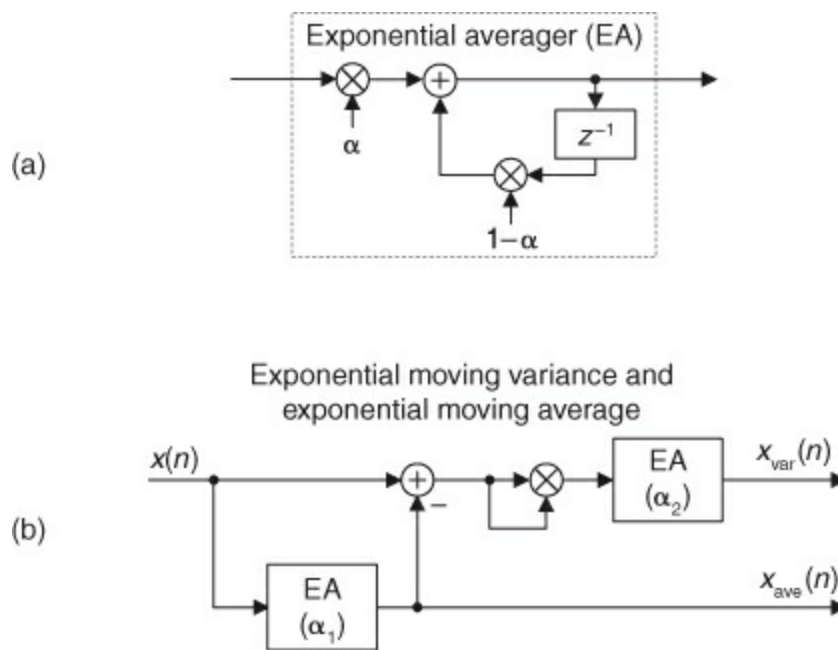 Exponential averager (EA)
α
z⁻¹
(a)
1−α
Exponential moving variance and
exponential moving average
x(n)
EA
(α₂)
x_var(n)
−
(b)
EA
(α₁)
x_ave(n)